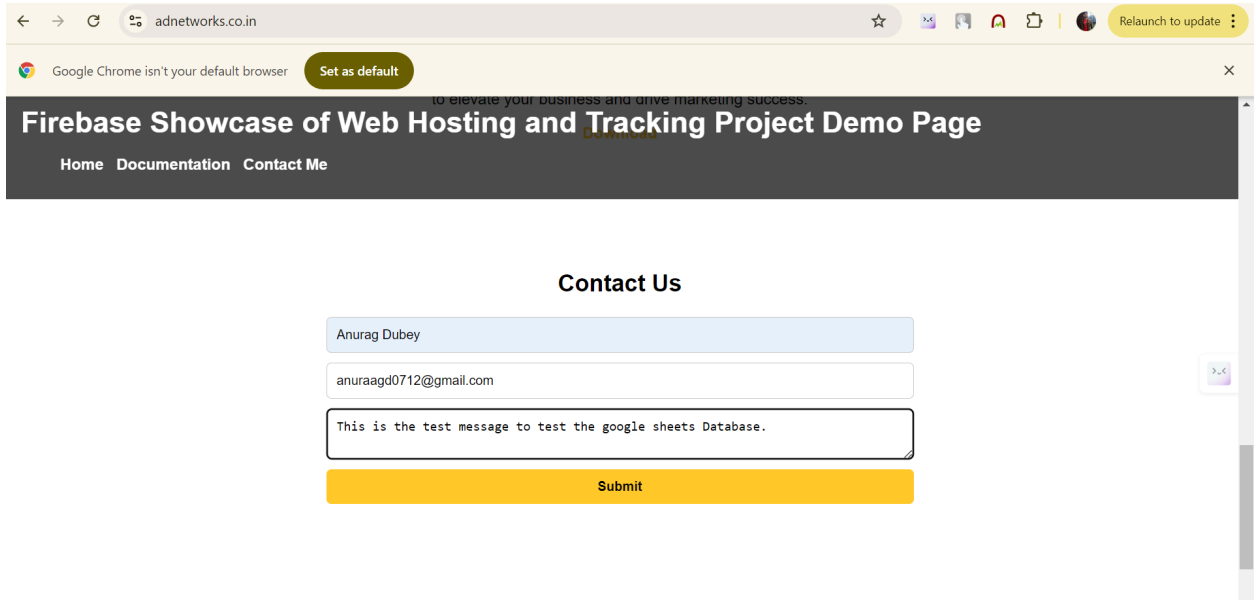 adnetworks.co.in
Relaunch to update
Google Chrome isn't your default browser
Set as default
to elevate your business and drive marketing success.
Download
Firebase Showcase of Web Hosting and Tracking Project Demo Page
Home Documentation Contact Me
Contact Us
Anurag Dubey
anuraagd0712@gmail.com
This is the test message to test the google sheets Database.
Submit